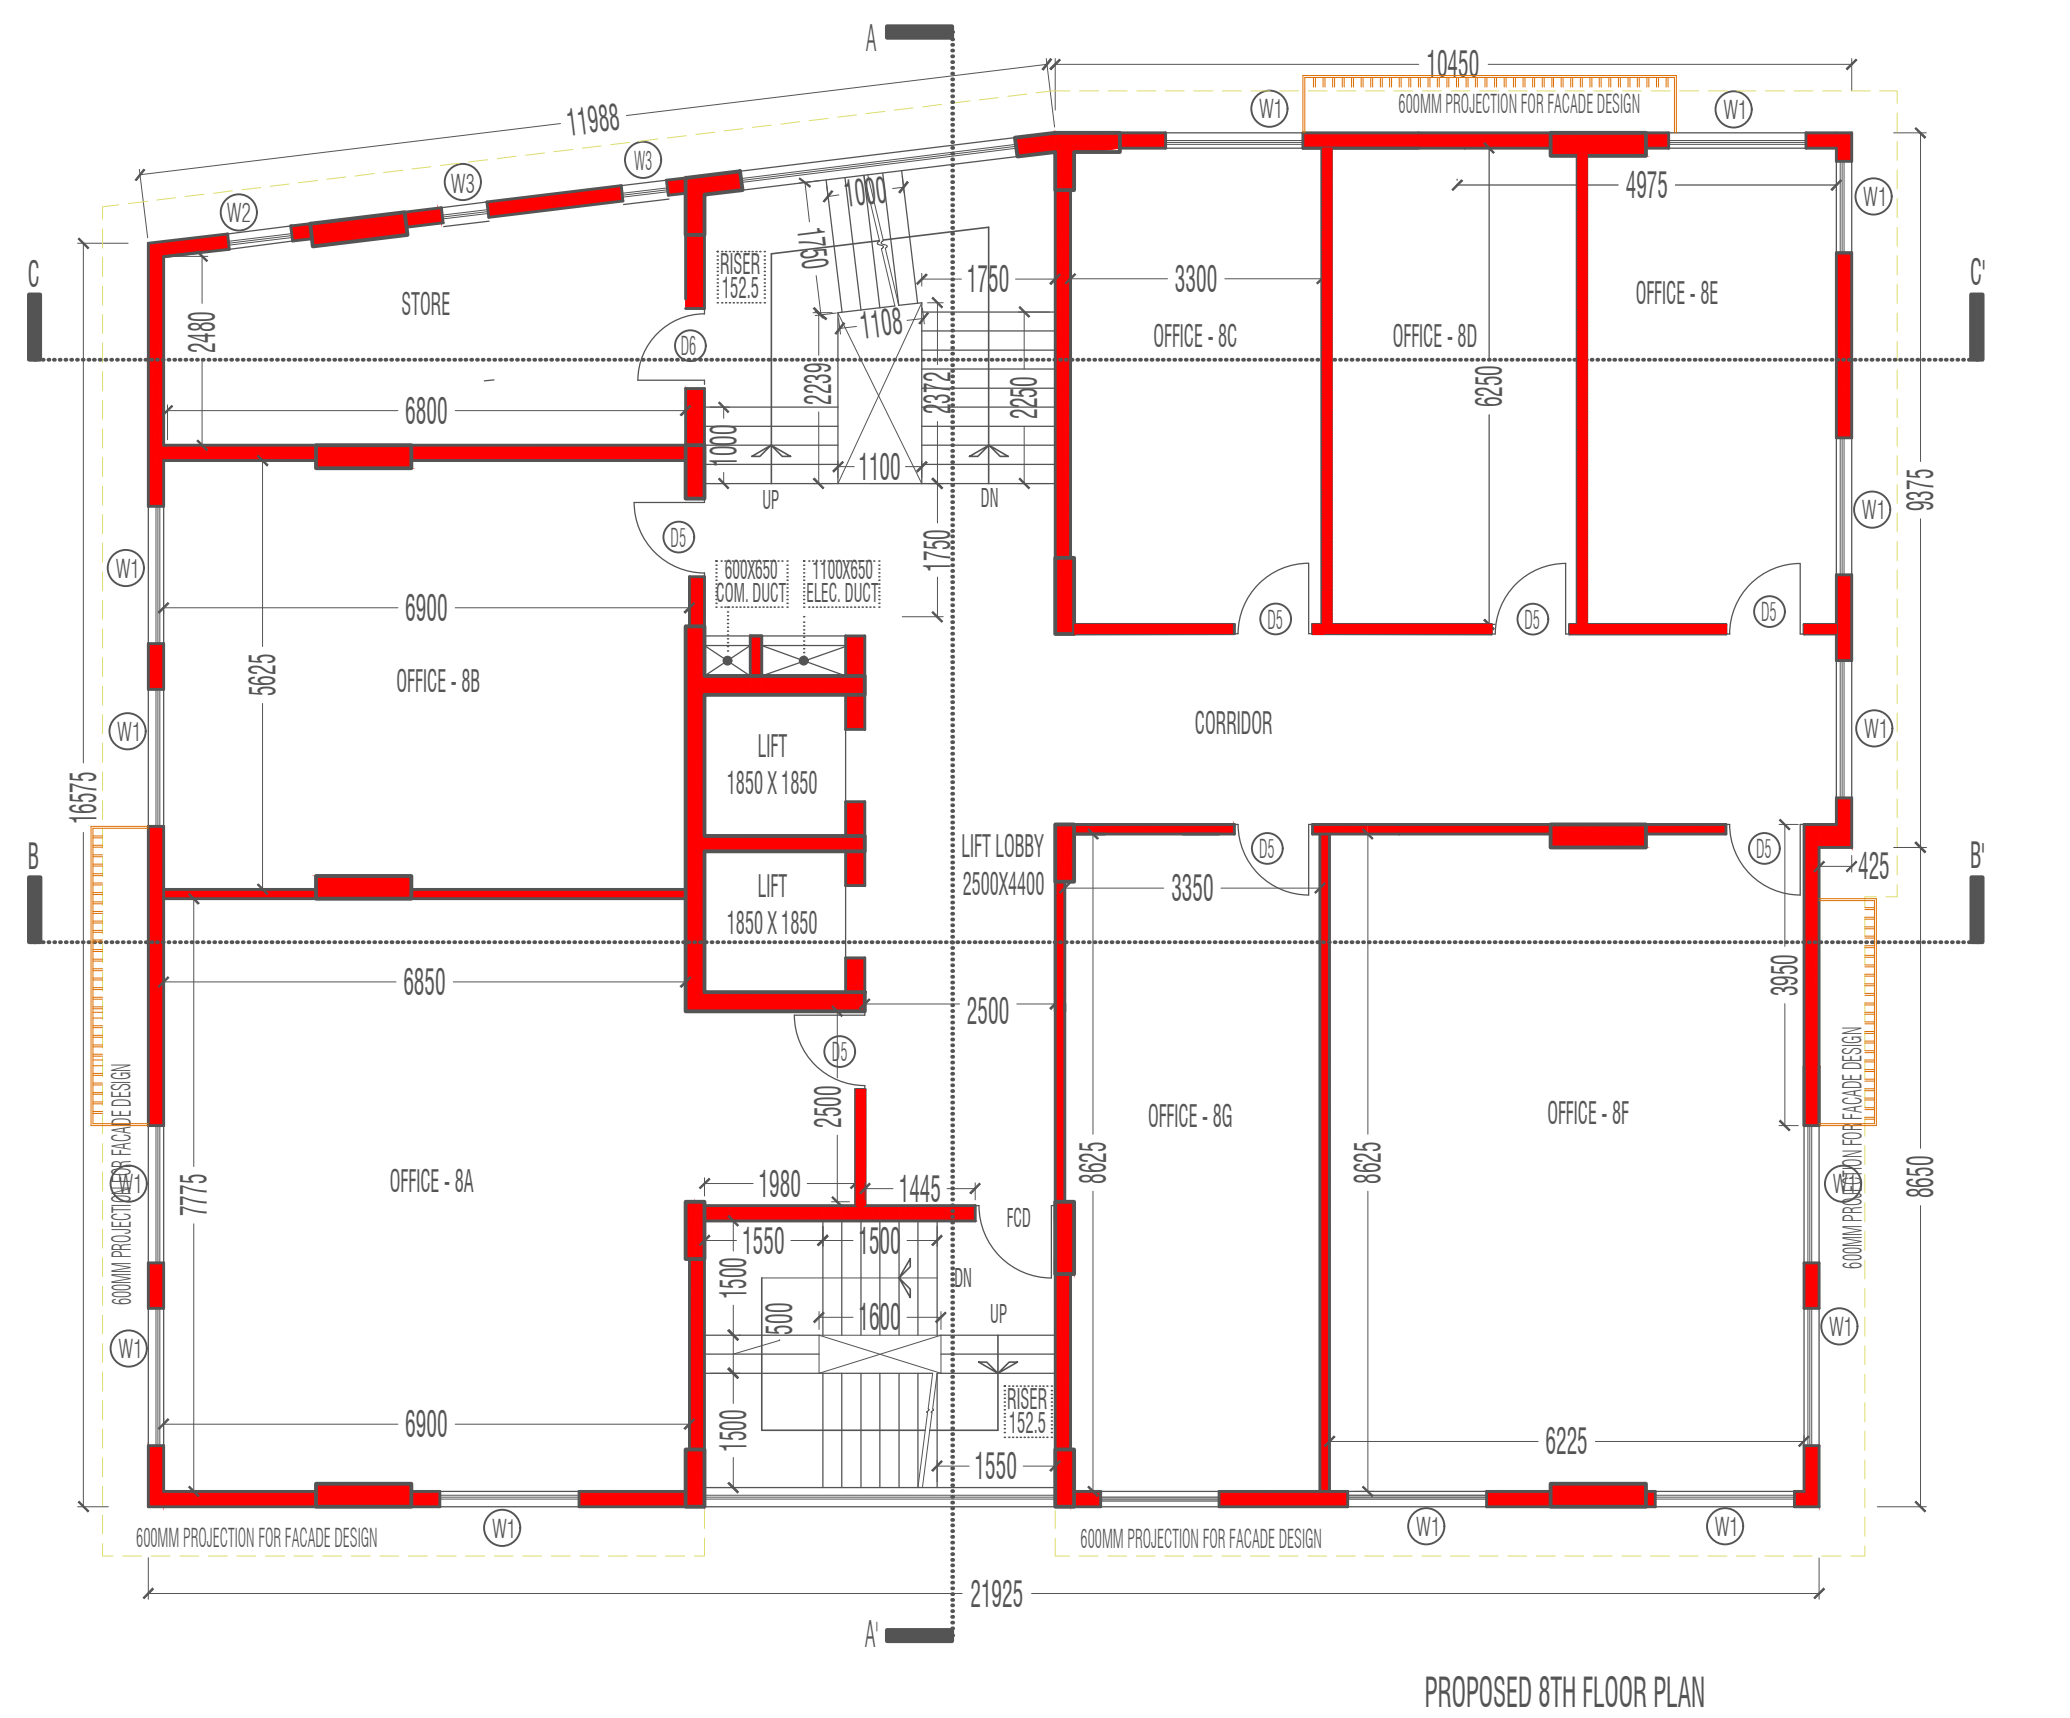 A
10450
600MM PROJECTION FOR FACADE DESIGN
W1
W1
11988
W3
W3
W2
4975
W1
1000
1750
RISER
152.5
1750
3300
C
C'
OFFICE - 8E
STORE
2480
OFFICE - 8C
OFFICE - 8D
1108
D6
6250
2239
2372
2250
6800
1000
1100
UP
DN
9375
W1
D5
1750
W1
600X650
COM. DUCT
1100X650
ELEC. DUCT
6900
D5
D5
D5
5625
OFFICE - 8B
W1
CORRIDOR
W1
LIFT
1850 X 1850
16575
B
LIFT LOBBY
2500X4400
D5
D5
B'
425
LIFT
1850 X 1850
3350
6850
3950
2500
D5
2500
OFFICE - 8G
OFFICE - 8F
600MM PROJECTION FOR FACADE DESIGN
W1
7775
OFFICE - 8A
1980
1445
8625
8625
W1
600MM PROJECTION FOR FACADE DESIGN
8650
FCD
1550
1500
1500
DN
500
1600
UP
W1
W1
RISER
152.5
6900
1500
1550
6225
W1
W1
W1
600MM PROJECTION FOR FACADE DESIGN
600MM PROJECTION FOR FACADE DESIGN
21925
A'
PROPOSED 8TH FLOOR PLAN